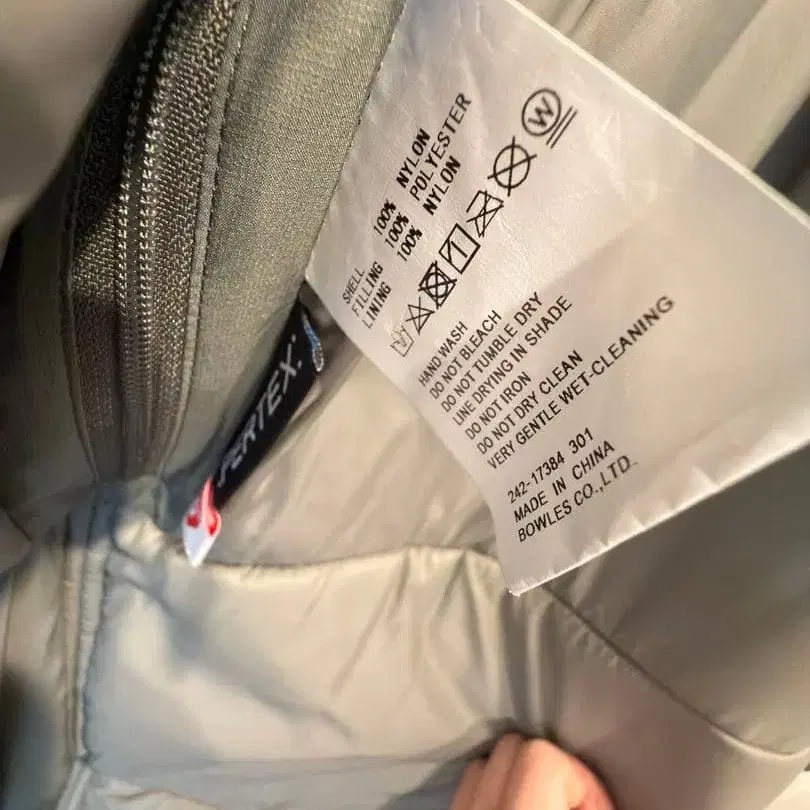 SHELL 100% NYLON
FILLING 100% POLYESTER
LINING 100% NYLON
W
HAND WASH
DO NOT BLEACH
DO NOT TUMBLE DRY
LINE DRYING IN SHADE
DO NOT IRON
DO NOT DRY CLEAN
VERY GENTLE WET-CLEANING
242-17384 301
MADE IN CHINA
BOWLES CO.,LTD.
PERTEX